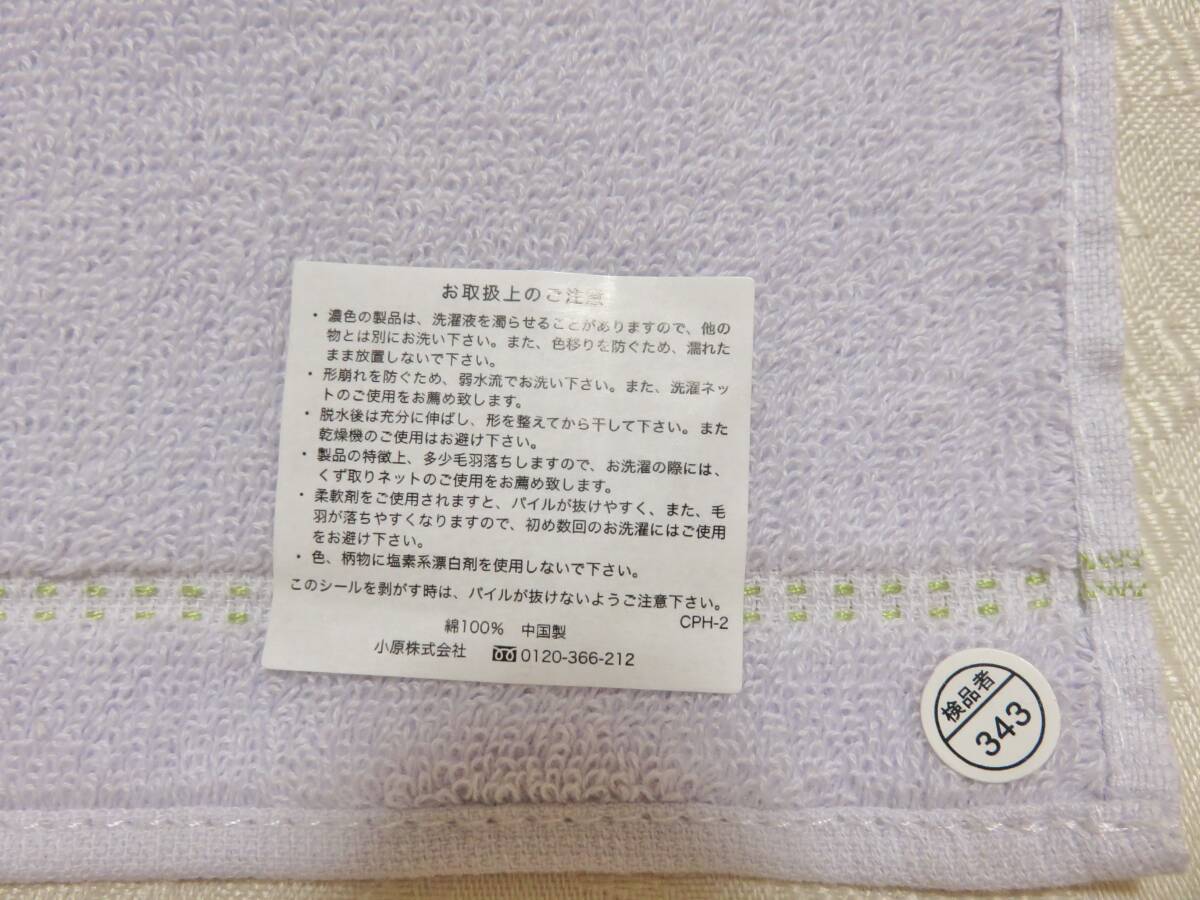 お取扱上のご注意
・濃色の製品は、洗濯液を濁らせることがありますので、他の
物とは別にお洗い下さい。また、色移りを防ぐため、濡れた
まま放置しないで下さい。
・形崩れを防ぐため、弱水流でお洗い下さい。また、洗濯ネッ
トのご使用をお薦め致します。
・脱水後は充分に伸ばし、形を整えてから干して下さい。また
乾燥機のご使用はお避け下さい。
・製品の特徴上、多少毛羽落ちしますので、お洗濯の際には、
くず取りネットのご使用をお薦め致します。
・柔軟剤をご使用されますと、パイルが抜けやすく、また、毛
羽が落ちやすくなりますので、初め数回のお洗濯にはご使用
をお避け下さい。
・色、柄物に塩素系漂白剤を使用しないで下さい。
このシールを剥がす時は、パイルが抜けないようご注意下さい。
CPH-2
綿100% 中国製
小原株式会社 0120-366-212
検品者
343